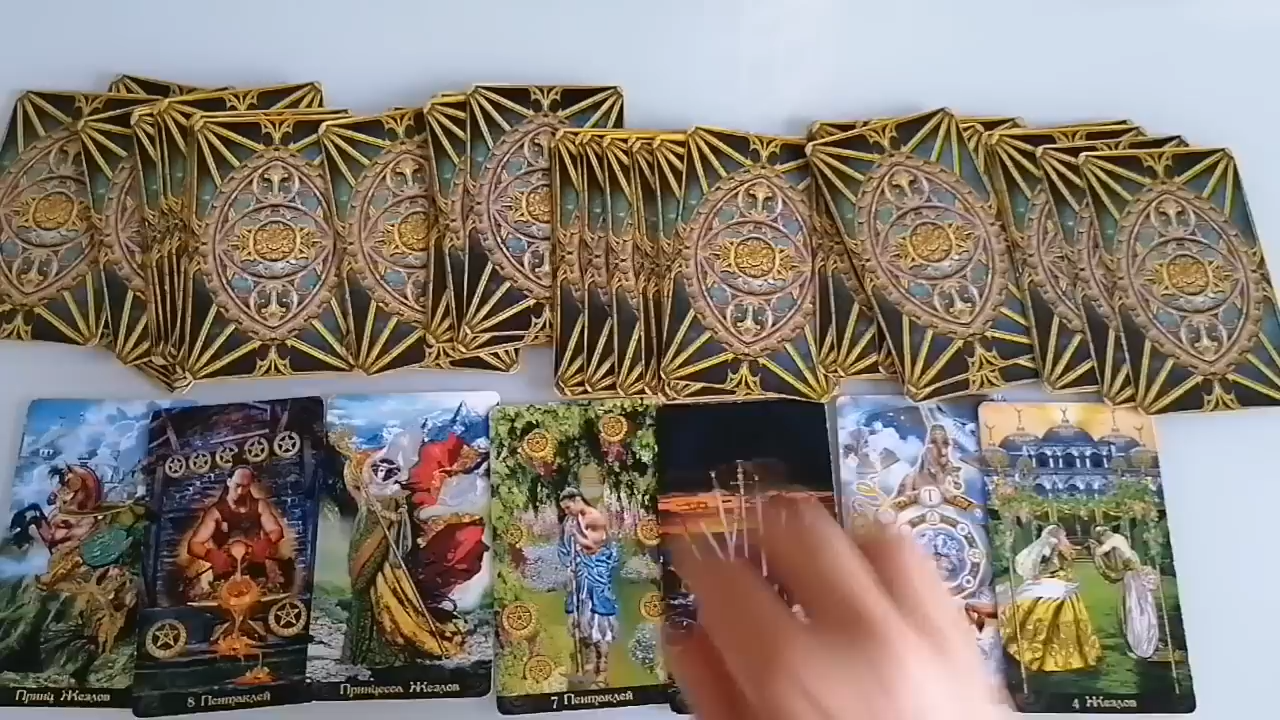 Принц Жезлов
8 Пентаклей
Принцесса Жезлов
7 Пентаклей
4 Жезлов